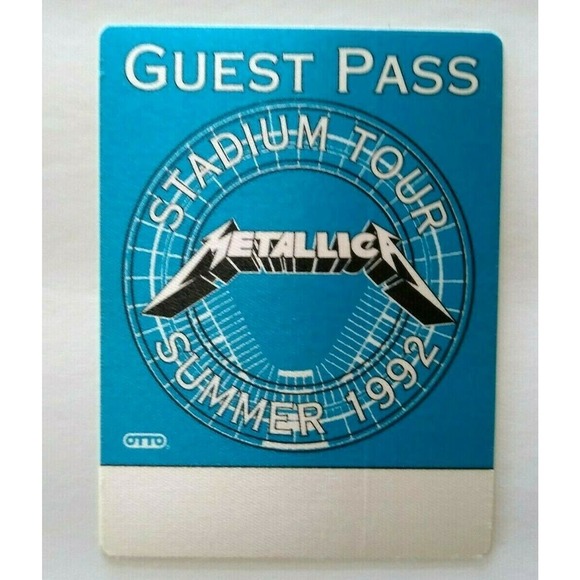 GUEST PASS
STADIUM TOUR
METALLICA
SUMMER 1992
OTTO